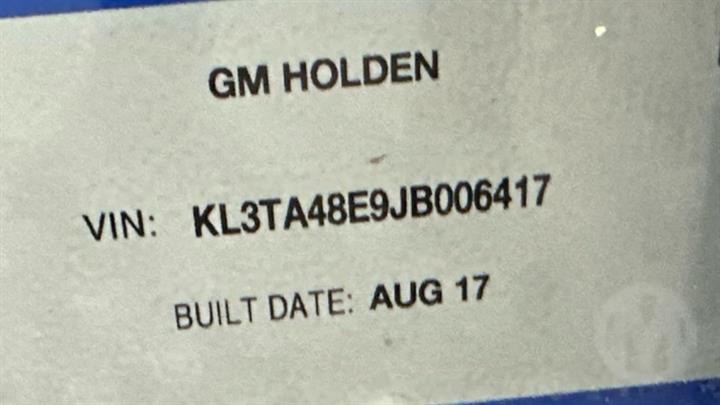 GM HOLDEN
VIN: KL3TA48E9JB006417
BUILT DATE: AUG 17